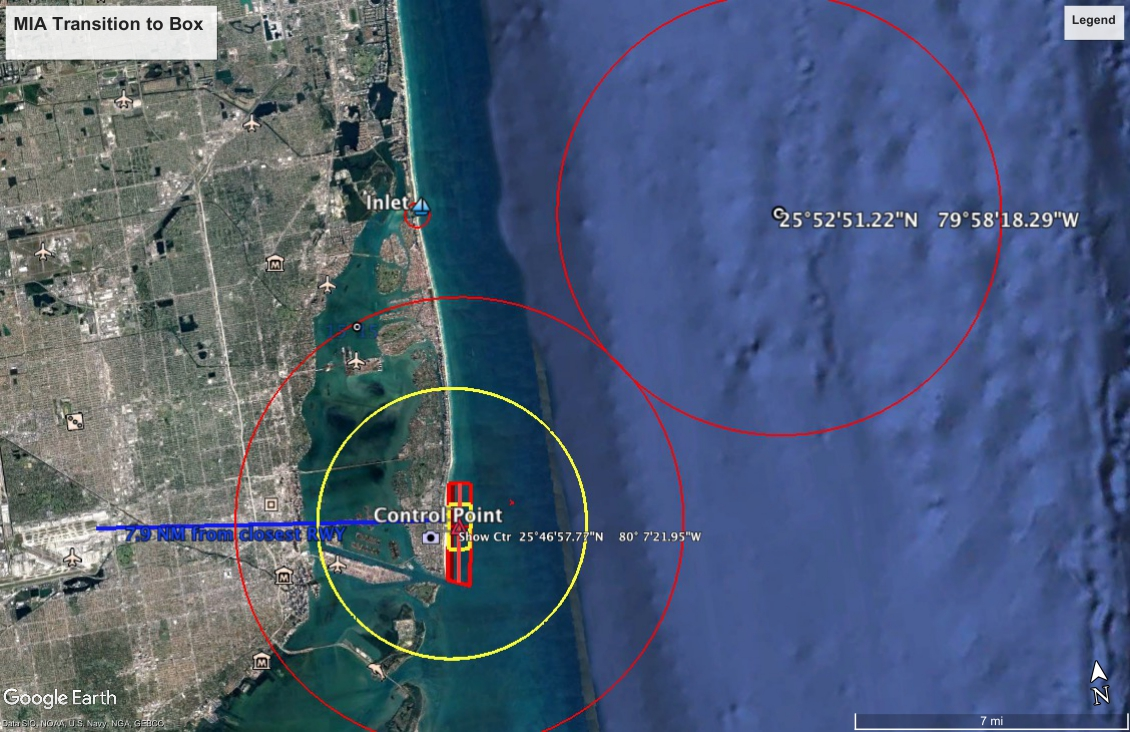 MIA Transition to Box
Legend
Inlet
25°52'51.22"N 79°58'18.29"W
Control Point
7.9 NM from closest RWY
Show Ctr 25°46'57.77"N 80° 7'21.95"W
Google Earth
Data SIO, NOAA, U.S. Navy, NGA, GEBCO
N
7 mi